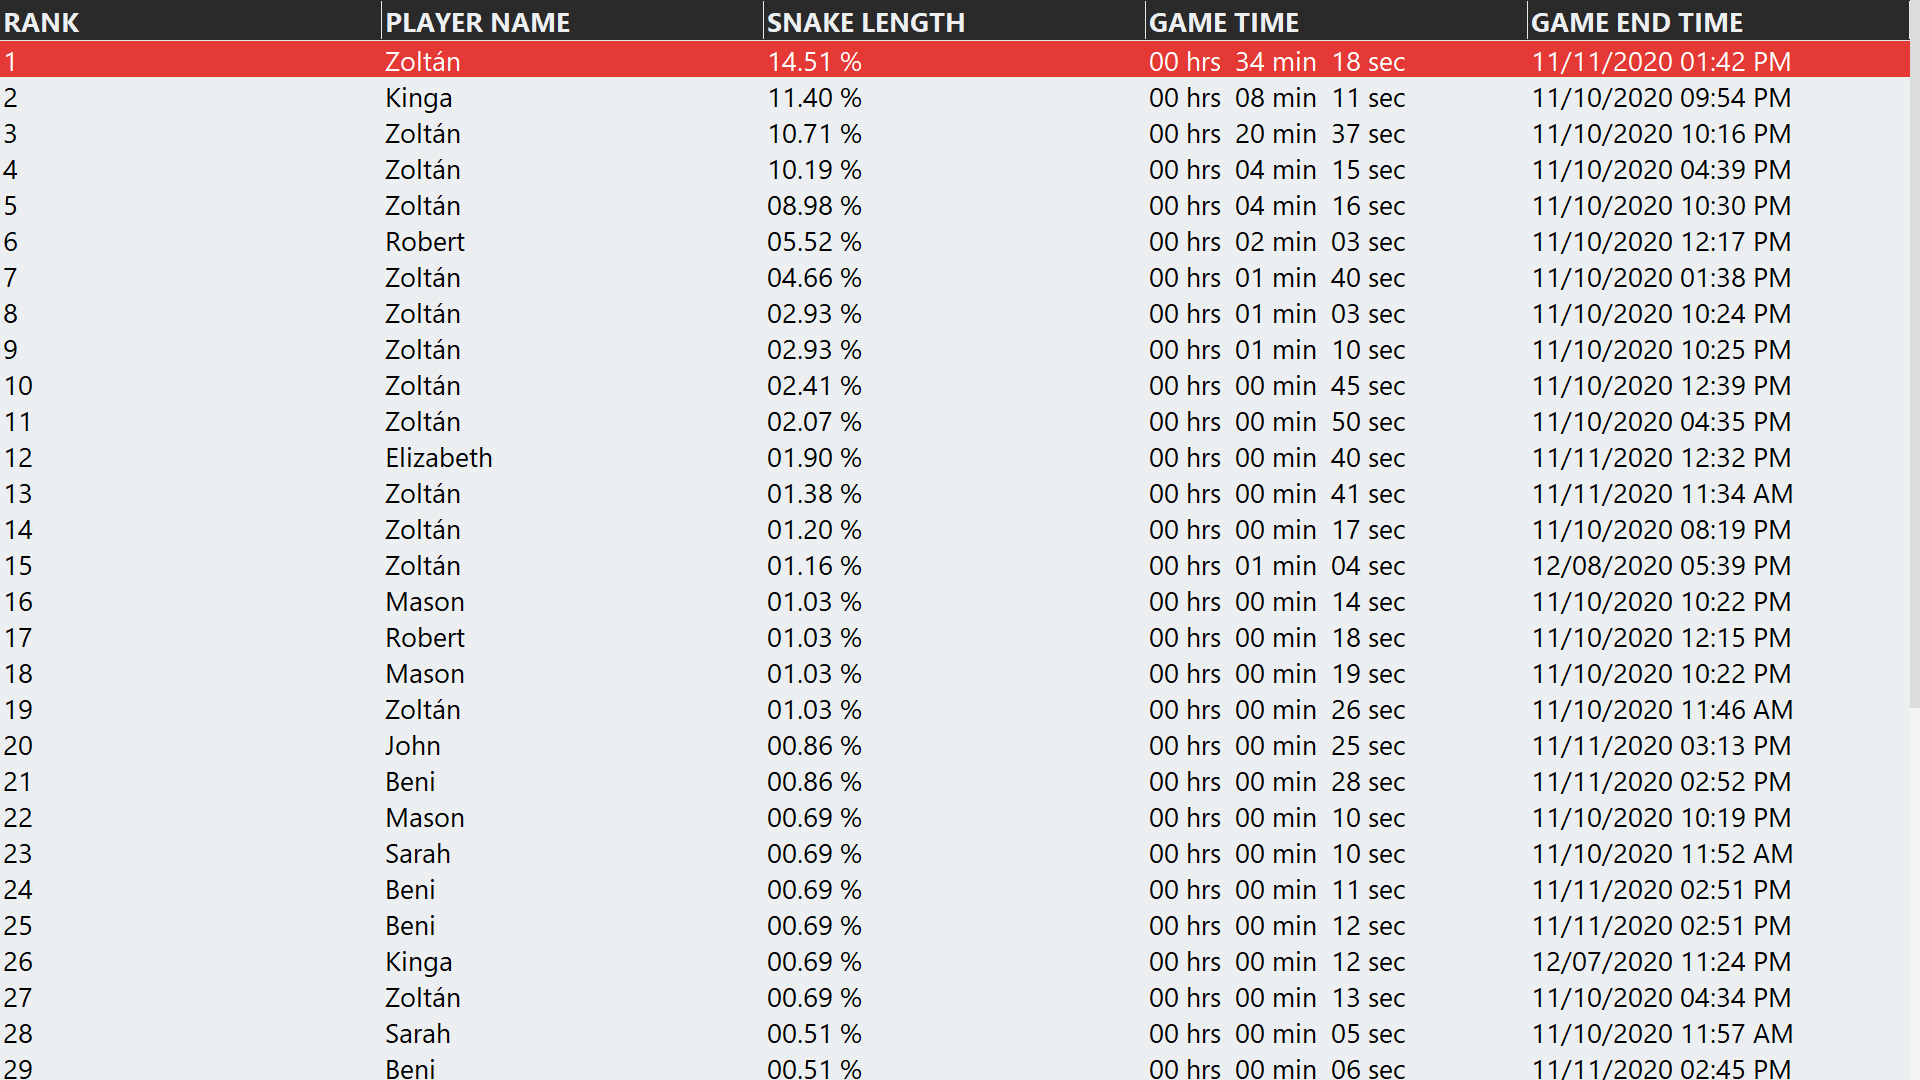 RANK PLAYER NAME SNAKE LENGTH GAME TIME GAME END TIME
1 Zoltán 14.51 % 00 hrs 34 min 18 sec 11/11/2020 01:42 PM
2 Kinga 11.40 % 00 hrs 08 min 11 sec 11/10/2020 09:54 PM
3 Zoltán 10.71 % 00 hrs 20 min 37 sec 11/10/2020 10:16 PM
4 Zoltán 10.19 % 00 hrs 04 min 15 sec 11/10/2020 04:39 PM
5 Zoltán 08.98 % 00 hrs 04 min 16 sec 11/10/2020 10:30 PM
6 Robert 05.52 % 00 hrs 02 min 03 sec 11/10/2020 12:17 PM
7 Zoltán 04.66 % 00 hrs 01 min 40 sec 11/10/2020 01:38 PM
8 Zoltán 02.93 % 00 hrs 01 min 03 sec 11/10/2020 10:24 PM
9 Zoltán 02.93 % 00 hrs 01 min 10 sec 11/10/2020 10:25 PM
10 Zoltán 02.41 % 00 hrs 00 min 45 sec 11/10/2020 12:39 PM
11 Zoltán 02.07 % 00 hrs 00 min 50 sec 11/10/2020 04:35 PM
12 Elizabeth 01.90 % 00 hrs 00 min 40 sec 11/11/2020 12:32 PM
13 Zoltán 01.38 % 00 hrs 00 min 41 sec 11/11/2020 11:34 AM
14 Zoltán 01.20 % 00 hrs 00 min 17 sec 11/10/2020 08:19 PM
15 Zoltán 01.16 % 00 hrs 01 min 04 sec 12/08/2020 05:39 PM
16 Mason 01.03 % 00 hrs 00 min 14 sec 11/10/2020 10:22 PM
17 Robert 01.03 % 00 hrs 00 min 18 sec 11/10/2020 12:15 PM
18 Mason 01.03 % 00 hrs 00 min 19 sec 11/10/2020 10:22 PM
19 Zoltán 01.03 % 00 hrs 00 min 26 sec 11/10/2020 11:46 AM
20 John 00.86 % 00 hrs 00 min 25 sec 11/11/2020 03:13 PM
21 Beni 00.86 % 00 hrs 00 min 28 sec 11/11/2020 02:52 PM
22 Mason 00.69 % 00 hrs 00 min 10 sec 11/10/2020 10:19 PM
23 Sarah 00.69 % 00 hrs 00 min 10 sec 11/10/2020 11:52 AM
24 Beni 00.69 % 00 hrs 00 min 11 sec 11/11/2020 02:51 PM
25 Beni 00.69 % 00 hrs 00 min 12 sec 11/11/2020 02:51 PM
26 Kinga 00.69 % 00 hrs 00 min 12 sec 12/07/2020 11:24 PM
27 Zoltán 00.69 % 00 hrs 00 min 13 sec 11/10/2020 04:34 PM
28 Sarah 00.51 % 00 hrs 00 min 05 sec 11/10/2020 11:57 AM
29 Beni 00.51 % 00 hrs 00 min 06 sec 11/11/2020 02:45 PM